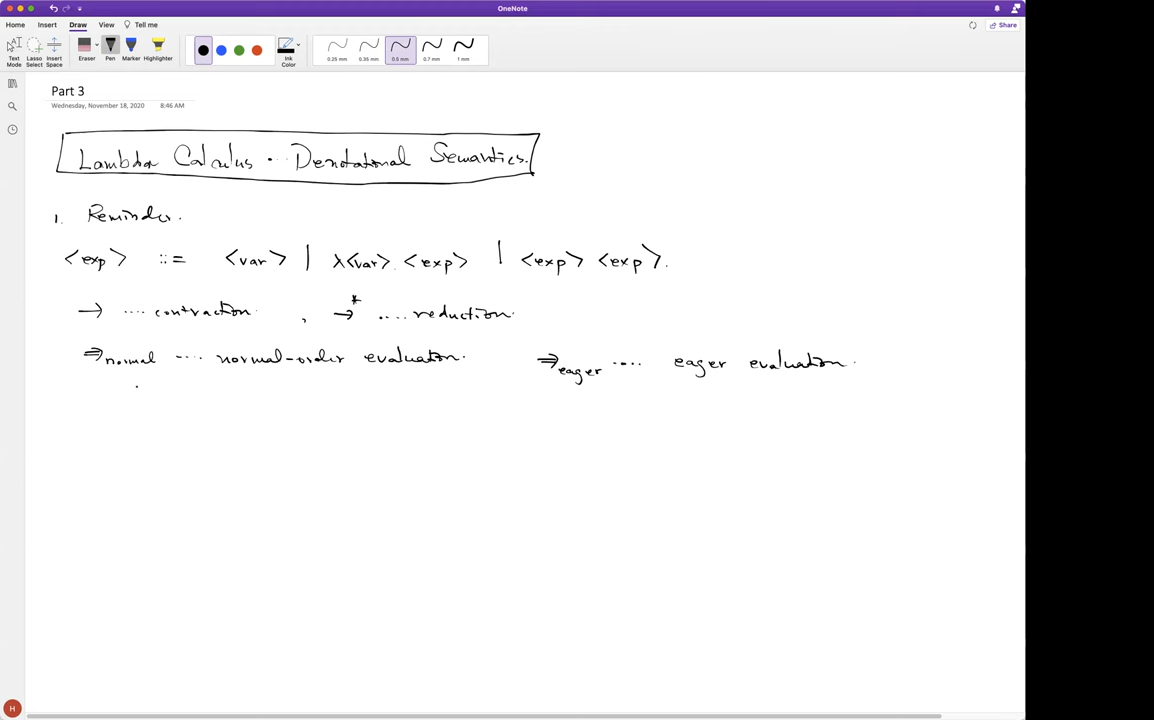 OneNote
Home Insert Draw View Tell me
Share
Text Mode Lasso Select Insert Space Eraser Pen Marker Highlighter Ink Color 0.25 mm 0.35 mm 0.5 mm 0.7 mm 1 mm
Part 3
Wednesday, November 18, 2020 8:46 AM
Lambda Calculus ... Denotational Semantics.
1. Reminder.
<exp> ::= <var> | λ<var>. <exp> | <exp> <exp>.
→ .... contraction , →* .... reduction.
⇒normal .... normal-order evaluation. ⇒eager .... eager evaluation.
H